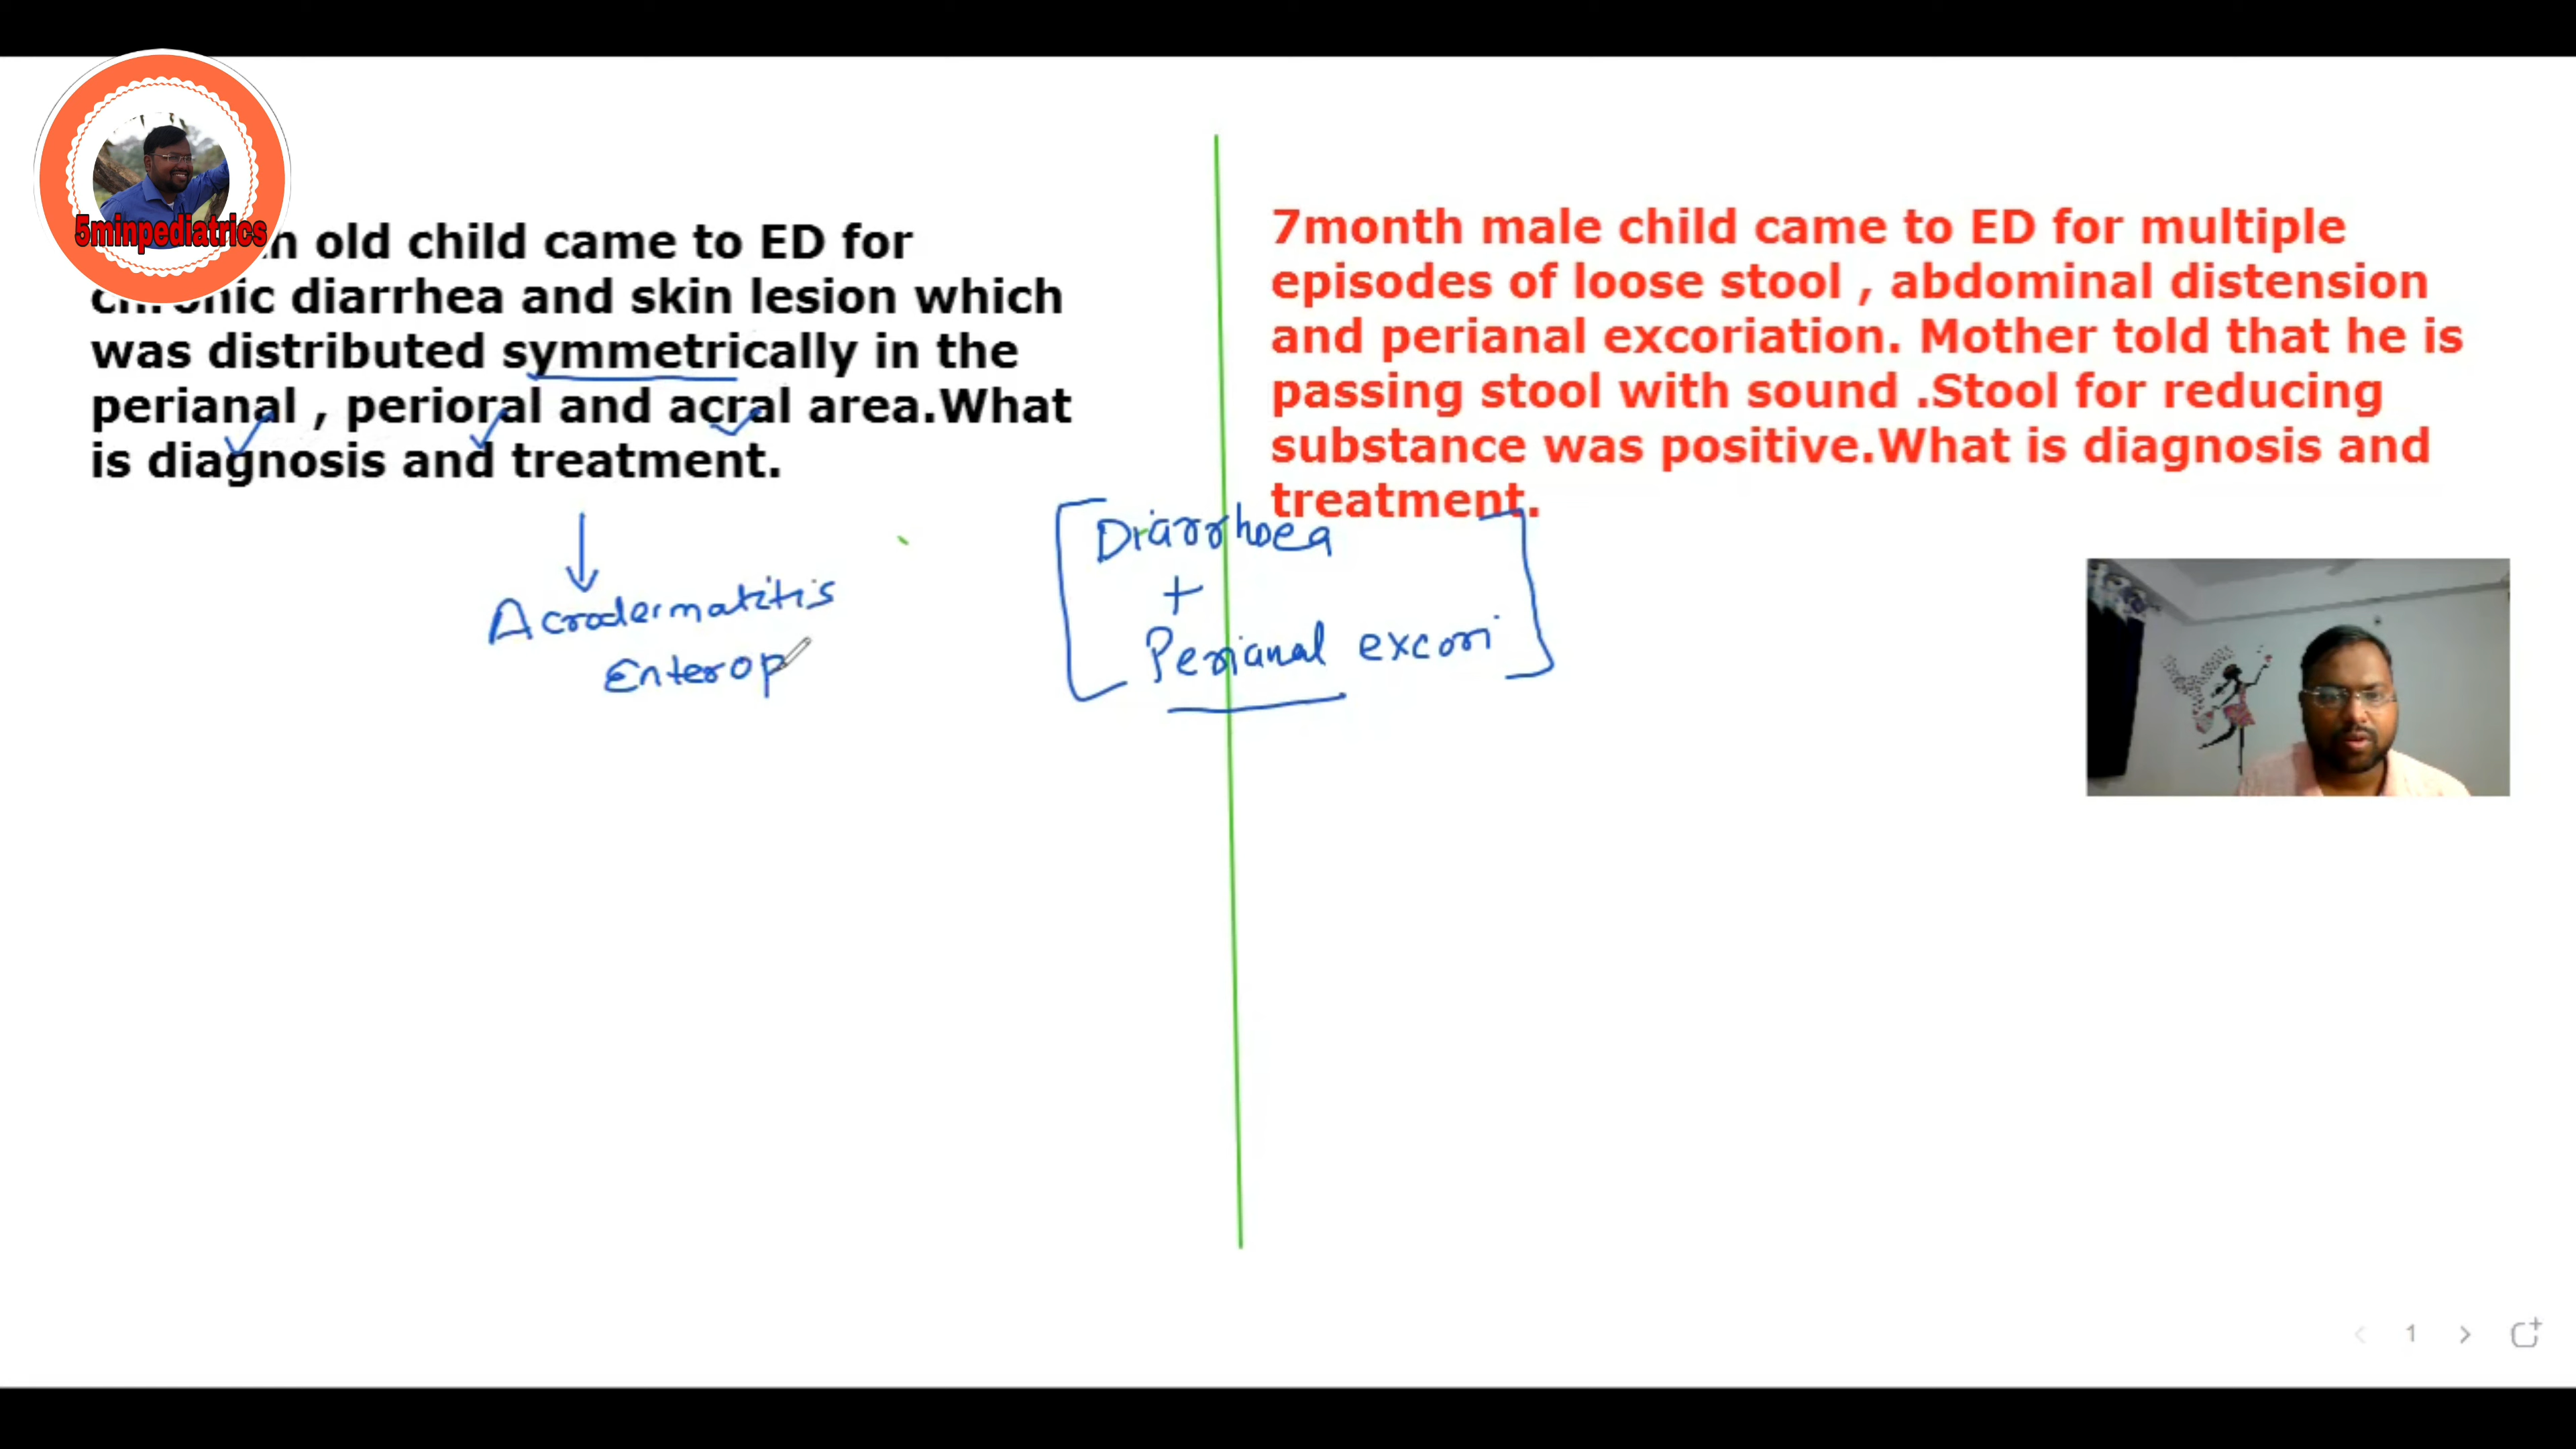 5minpediatrics
old child came to ED for
chronic diarrhea and skin lesion which
was distributed symmetrically in the
perianal , perioral and acral area.What
is diagnosis and treatment.
Acrodermatitis
Enterop
Diarrhoea
+
Perianal excori
7month male child came to ED for multiple
episodes of loose stool , abdominal distension
and perianal excoriation. Mother told that he is
passing stool with sound .Stool for reducing
substance was positive.What is diagnosis and
treatment.
1